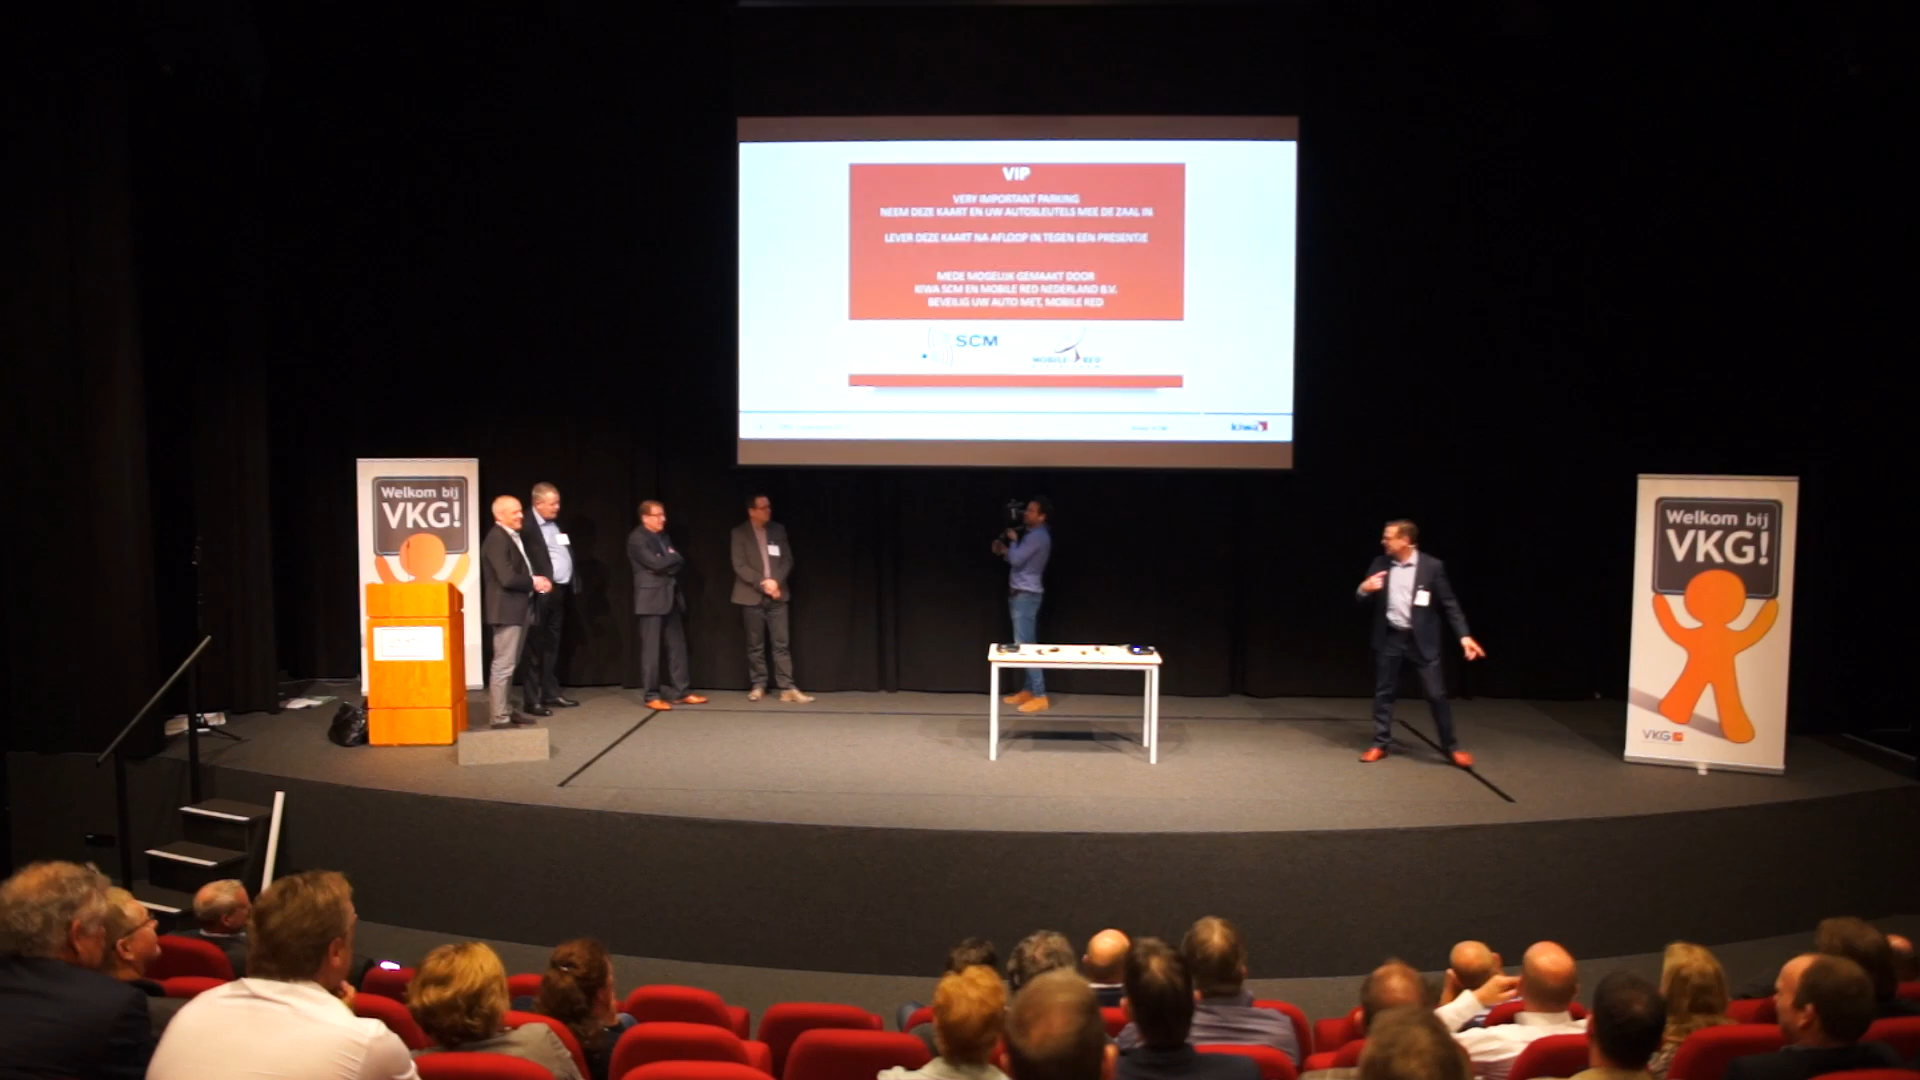 VIP
VERY IMPORTANT PARKING
NEEM DEZE KAART EN UW AUTOSLEUTELS MEE DE ZAAL IN
LEVER DEZE KAART NA AFLOOP IN TEGEN EEN PRESENTJE
MEDE MOGELIJK GEMAAKT DOOR
KIWA SCM EN MOBILE RED NEDERLAND B.V.
BEVEILIG UW AUTO MET, MOBILE RED
SCM
MOBILE RED
kiwa
Welkom bij
VKG!
Welkom bij
VKG!
VKG